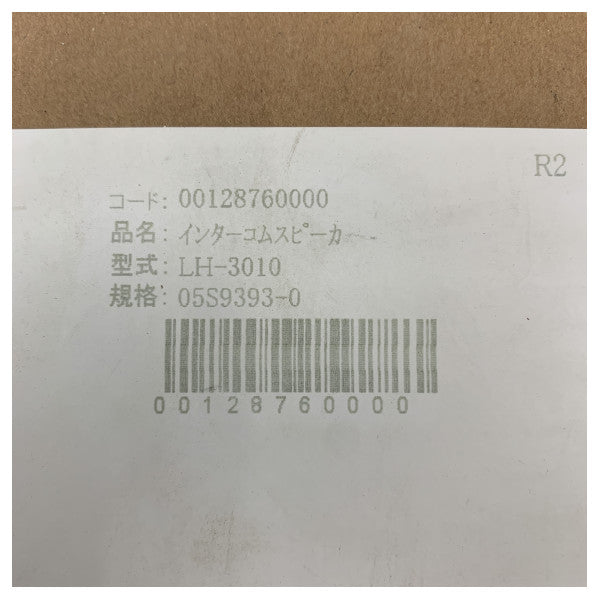 R2
コード: 00128760000
品名: インターコムスピーカー
型式: LH-3010
規格: 05S9393-0
00128760000